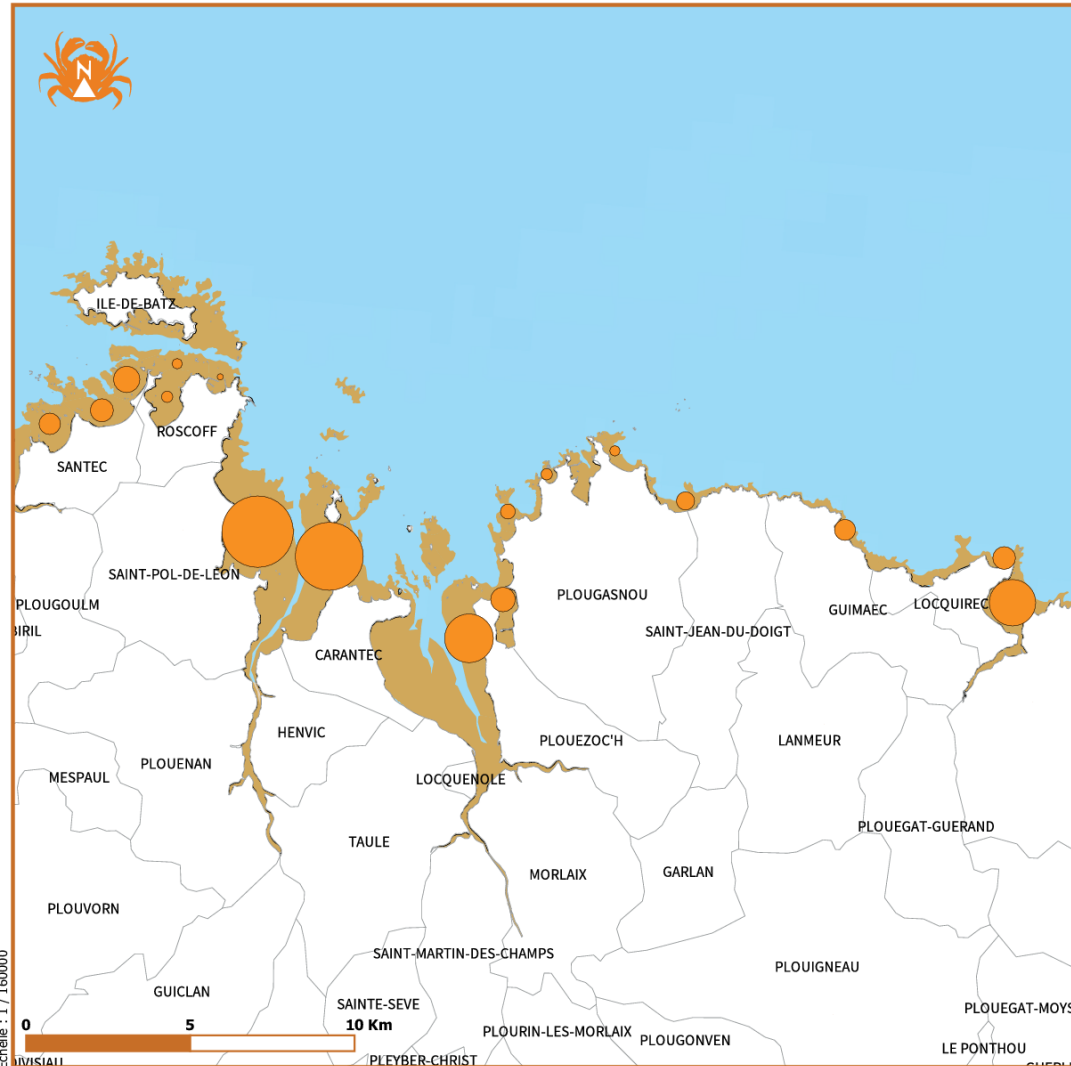 N
ILE-DE-BATZ
ROSCOFF
SANTEC
SAINT-POL-DE-LEON
PLOUGASNOU
PLOUGOULM
LOCQUIREC
GUIMAEC
BIRIL
SAINT-JEAN-DU-DOIGT
CARANTEC
HENVIC
PLOUEZOC'H
LANMEUR
PLOUENAN
MESPAUL
LOCQUENOLE
PLOUEGAT-GUERAND
TAULE
GARLAN
MORLAIX
PLOUVORN
SAINT-MARTIN-DES-CHAMPS
PLOUIGNEAU
GUICLAN
SAINTE-SEVE
PLOUEGAT-MOYS
0 5 10 Km
PLOURIN-LES-MORLAIX
PLOUGONVEN
LE PONTHOU
PLEYBER-CHRIST
DIVISIAU
Echelle : 1 / 160000